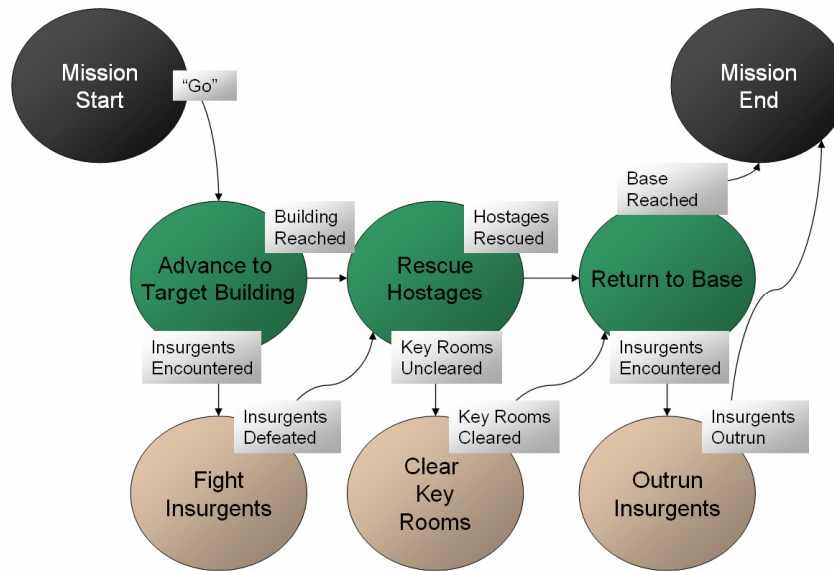 Mission
Start
“Go”
Mission
End
Base
Reached
Building
Reached
Hostages
Rescued
Advance to
Target Building
Rescue
Hostages
Return to Base
Insurgents
Encountered
Key Rooms
Uncleared
Insurgents
Encountered
Insurgents
Defeated
Key Rooms
Cleared
Insurgents
Outrun
Fight
Insurgents
Clear
Key
Rooms
Outrun
Insurgents